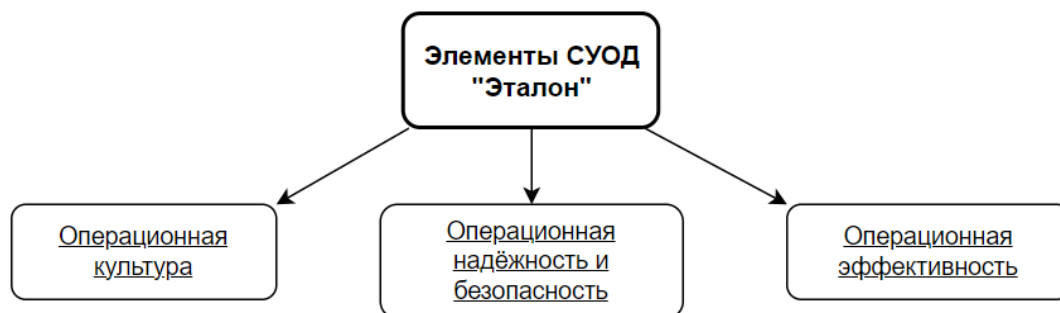 Элементы СУОД
"Эталон"
Операционная
культура
Операционная
надёжность и
безопасность
Операционная
эффективность